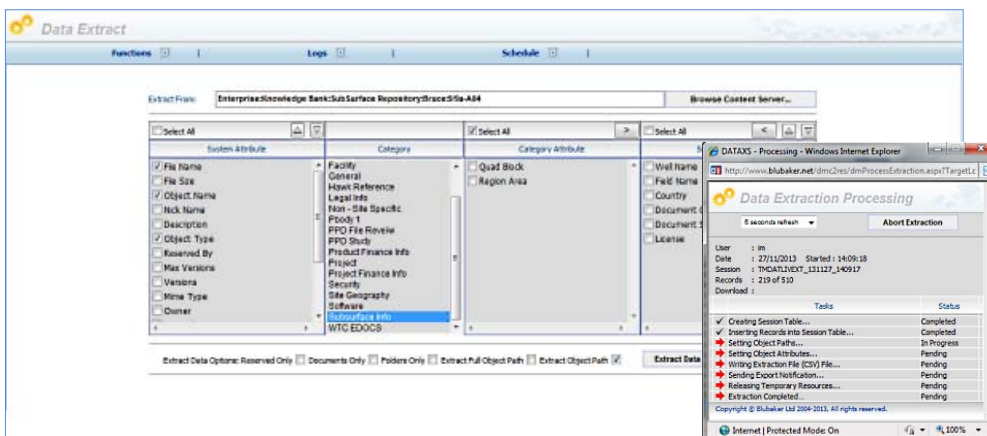 Data Extract
Functions | Logs | Schedule |
Extract From: Enterprise:Knowledge Bank:SubSurface Repository:Bruce:Site-A84 Browse Content Server...
Select All Select All > Select All <
System Attribute Category Category Attribute S
File Name
File Size
Object Name
Nick Name
Description
Object Type
Reserved By
Max Versions
Versions
Mime Type
Owner
Facility
General
Hawk Reference
Legal Info
Non - Site Specific
Pbody 1
PPO File Reveiw
PPO Study
Product Finance Info
Project
Project Finance Info
Security
Site Geography
Software
Subsurface Info
WTC EDOCS
Quad Block
Region Area
Well Name
Field Name
Country
Document
Document
License
Extract Data Options: Reserved Only Documents Only Folders Only Extract Full Object Path Extract Object Path Extract Data
DATAXS - Processing - Windows Internet Explorer
http://www.blubaker.net/dmc2res/dmProcessExtraction.aspx?TargetLc
Data Extraction Processing
5 seconds refresh Abort Extraction
User : im
Date : 27/11/2013 Started : 14:09:18
Session : TMDATLIVEXT_131127_140917
Records : 219 of 510
Download :
Tasks Status
Creating Session Table... Completed
Inserting Records into Session Table... Completed
Setting Object Paths... In Progress
Setting Object Attributes... Pending
Writing Extraction File (CSV) File... Pending
Sending Export Notification... Pending
Releasing Temporary Resources... Pending
Extraction Completed... Pending
Copyright © Blubaker Ltd 2004-2013, All rights reserved.
Internet | Protected Mode: On 100%